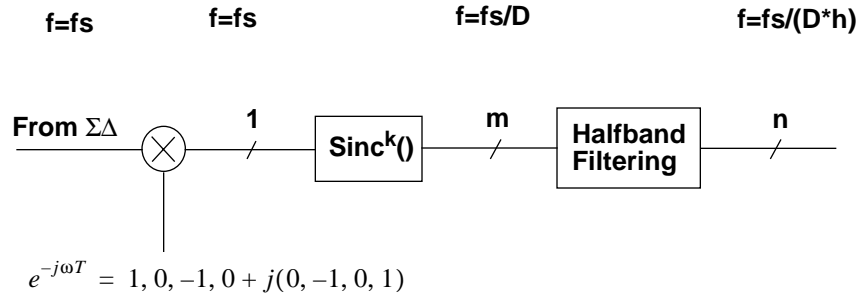 f=fs f=fs f=fs/D f=fs/(D*h)
From ΣΔ 1 Sinc^k() m Halfband Filtering n
e^{-jωT} = 1, 0, –1, 0 + j(0, –1, 0, 1)